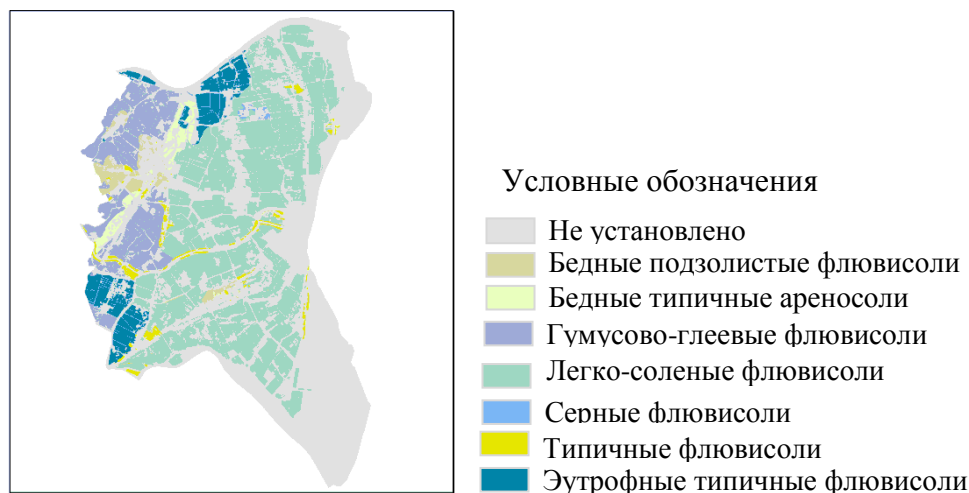 Условные обозначения
Не установлено
Бедные подзолистые флювисоли
Бедные типичные ареносоли
Гумусово-глеевые флювисоли
Легко-соленые флювисоли
Серные флювисоли
Типичные флювисоли
Эутрофные типичные флювисоли